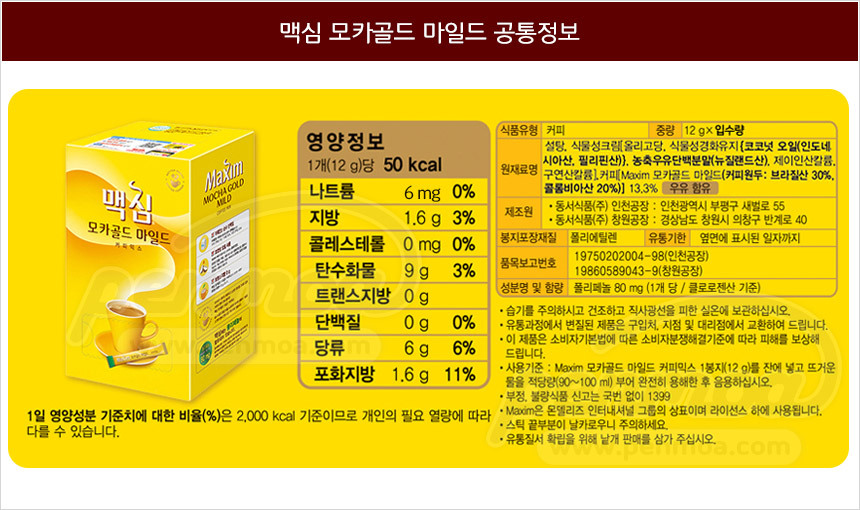 맥심 모카골드 마일드 공통정보
Maxim
MOCHA GOLD
MILD
맥심
모카골드 마일드
커피믹스
영양정보
1개(12 g)당 50 kcal
나트륨 6 mg 0%
지방 1.6 g 3%
콜레스테롤 0 mg 0%
탄수화물 9 g 3%
트랜스지방 0 g
단백질 0 g 0%
당류 6 g 6%
포화지방 1.6 g 11%
1일 영양성분 기준치에 대한 비율(%)은 2,000 kcal 기준이므로 개인의 필요 열량에 따라
다를 수 있습니다.
식품유형 커피 중량 12 g×입수량
원재료명 설탕, 식물성크림[올리고당, 식물성경화유지{코코넛 오일(인도네
시아산, 필리핀산)}, 농축우유단백분말(뉴질랜드산), 제이인산칼륨,
구연산칼륨], 커피[Maxim 모카골드 마일드(커피원두: 브라질산 30%,
콜롬비아산 20%)] 13.3% 우유 함유
제조원 • 동서식품(주) 인천공장 : 인천광역시 부평구 새벌로 55
• 동서식품(주) 창원공장 : 경상남도 창원시 의창구 반계로 40
봉지포장재질 폴리에틸렌 유통기한 옆면에 표시된 일자까지
품목보고번호 19750202004-98(인천공장)
19860589043-9(창원공장)
성분명 및 함량 폴리페놀 80 mg (1개 당 / 클로로젠산 기준)
• 습기를 주의하시고 건조하고 직사광선을 피한 실온에 보관하십시오.
• 유통과정에서 변질된 제품은 구입처, 지점 및 대리점에서 교환하여 드립니다.
• 이 제품은 소비자기본법에 따른 소비자분쟁해결기준에 따라 피해를 보상해
드립니다.
• 사용기준 : Maxim 모카골드 마일드 커피믹스 1봉지(12 g)를 잔에 넣고 뜨거운
물을 적당량(90~100 ml) 부어 완전히 용해한 후 음용하십시오.
• 부정, 불량식품 신고는 국번 없이 1399
• Maxim은 몬델리즈 인터내셔널 그룹의 상표이며 라이선스 하에 사용됩니다.
• 스틱 끝부분이 날카로우니 주의하세요.
• 유통질서 확립을 위해 낱개 판매를 삼가 주십시오.
penmoa
www.penmoa.com
www.penmoa.com